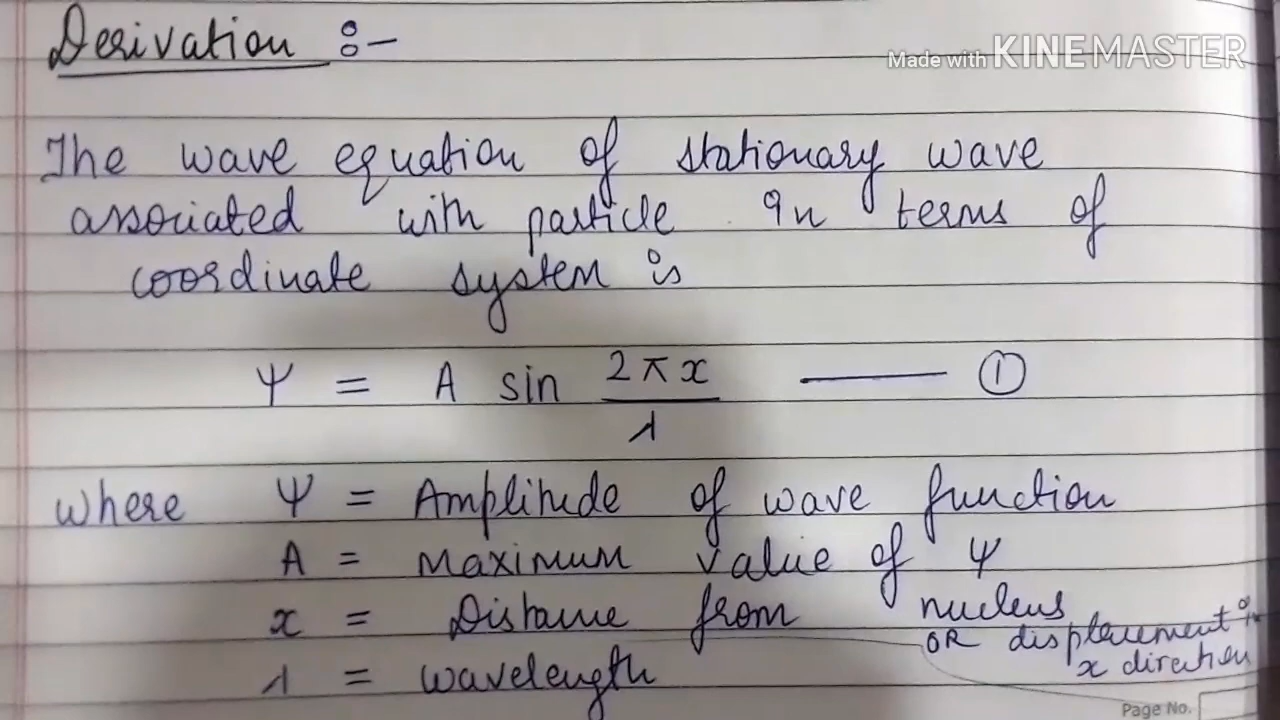 Derivation :-
Made with KINEMASTER
The wave equation of stationary wave
associated with particle in terms of
coordinate system is
Ψ = A sin 2πx/λ —— ①
where Ψ = Amplitude of wave function
A = Maximum value of Ψ
x = Distance from nucleus
OR displacement in
x direction
λ = wavelength
Page No.